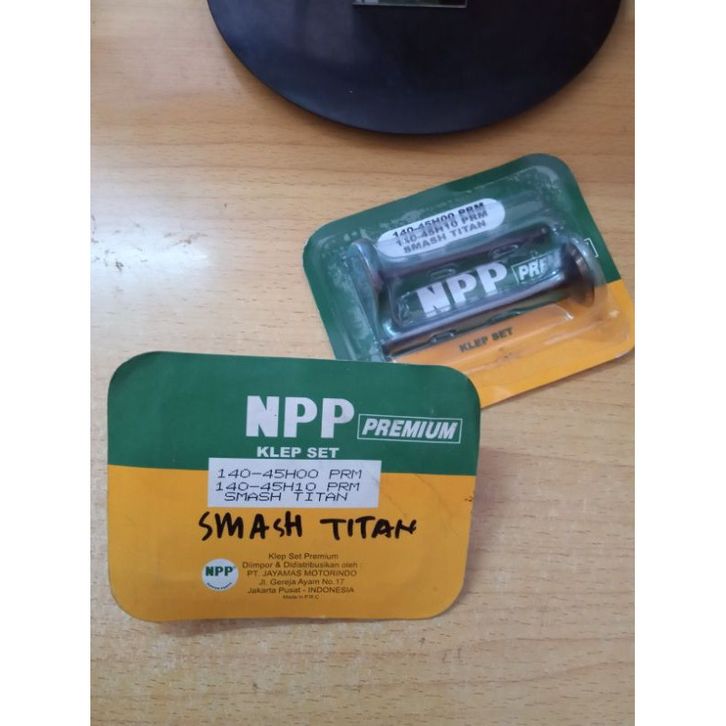 140-45H00 PRM
140-45H10 PRM
SMASH TITAN
NPP PREMIUM
KLEP SET
NPP PREMIUM
KLEP SET
140-45H00 PRM
140-45H10 PRM
SMASH TITAN
SMASH TITAN
Klep Set Premium
Diimpor & Didistribusikan oleh :
PT. JAYAMAS MOTORINDO
Jl. Gereja Ayam No.17
Jakarta Pusat - INDONESIA
Made in P.R.C
NPP